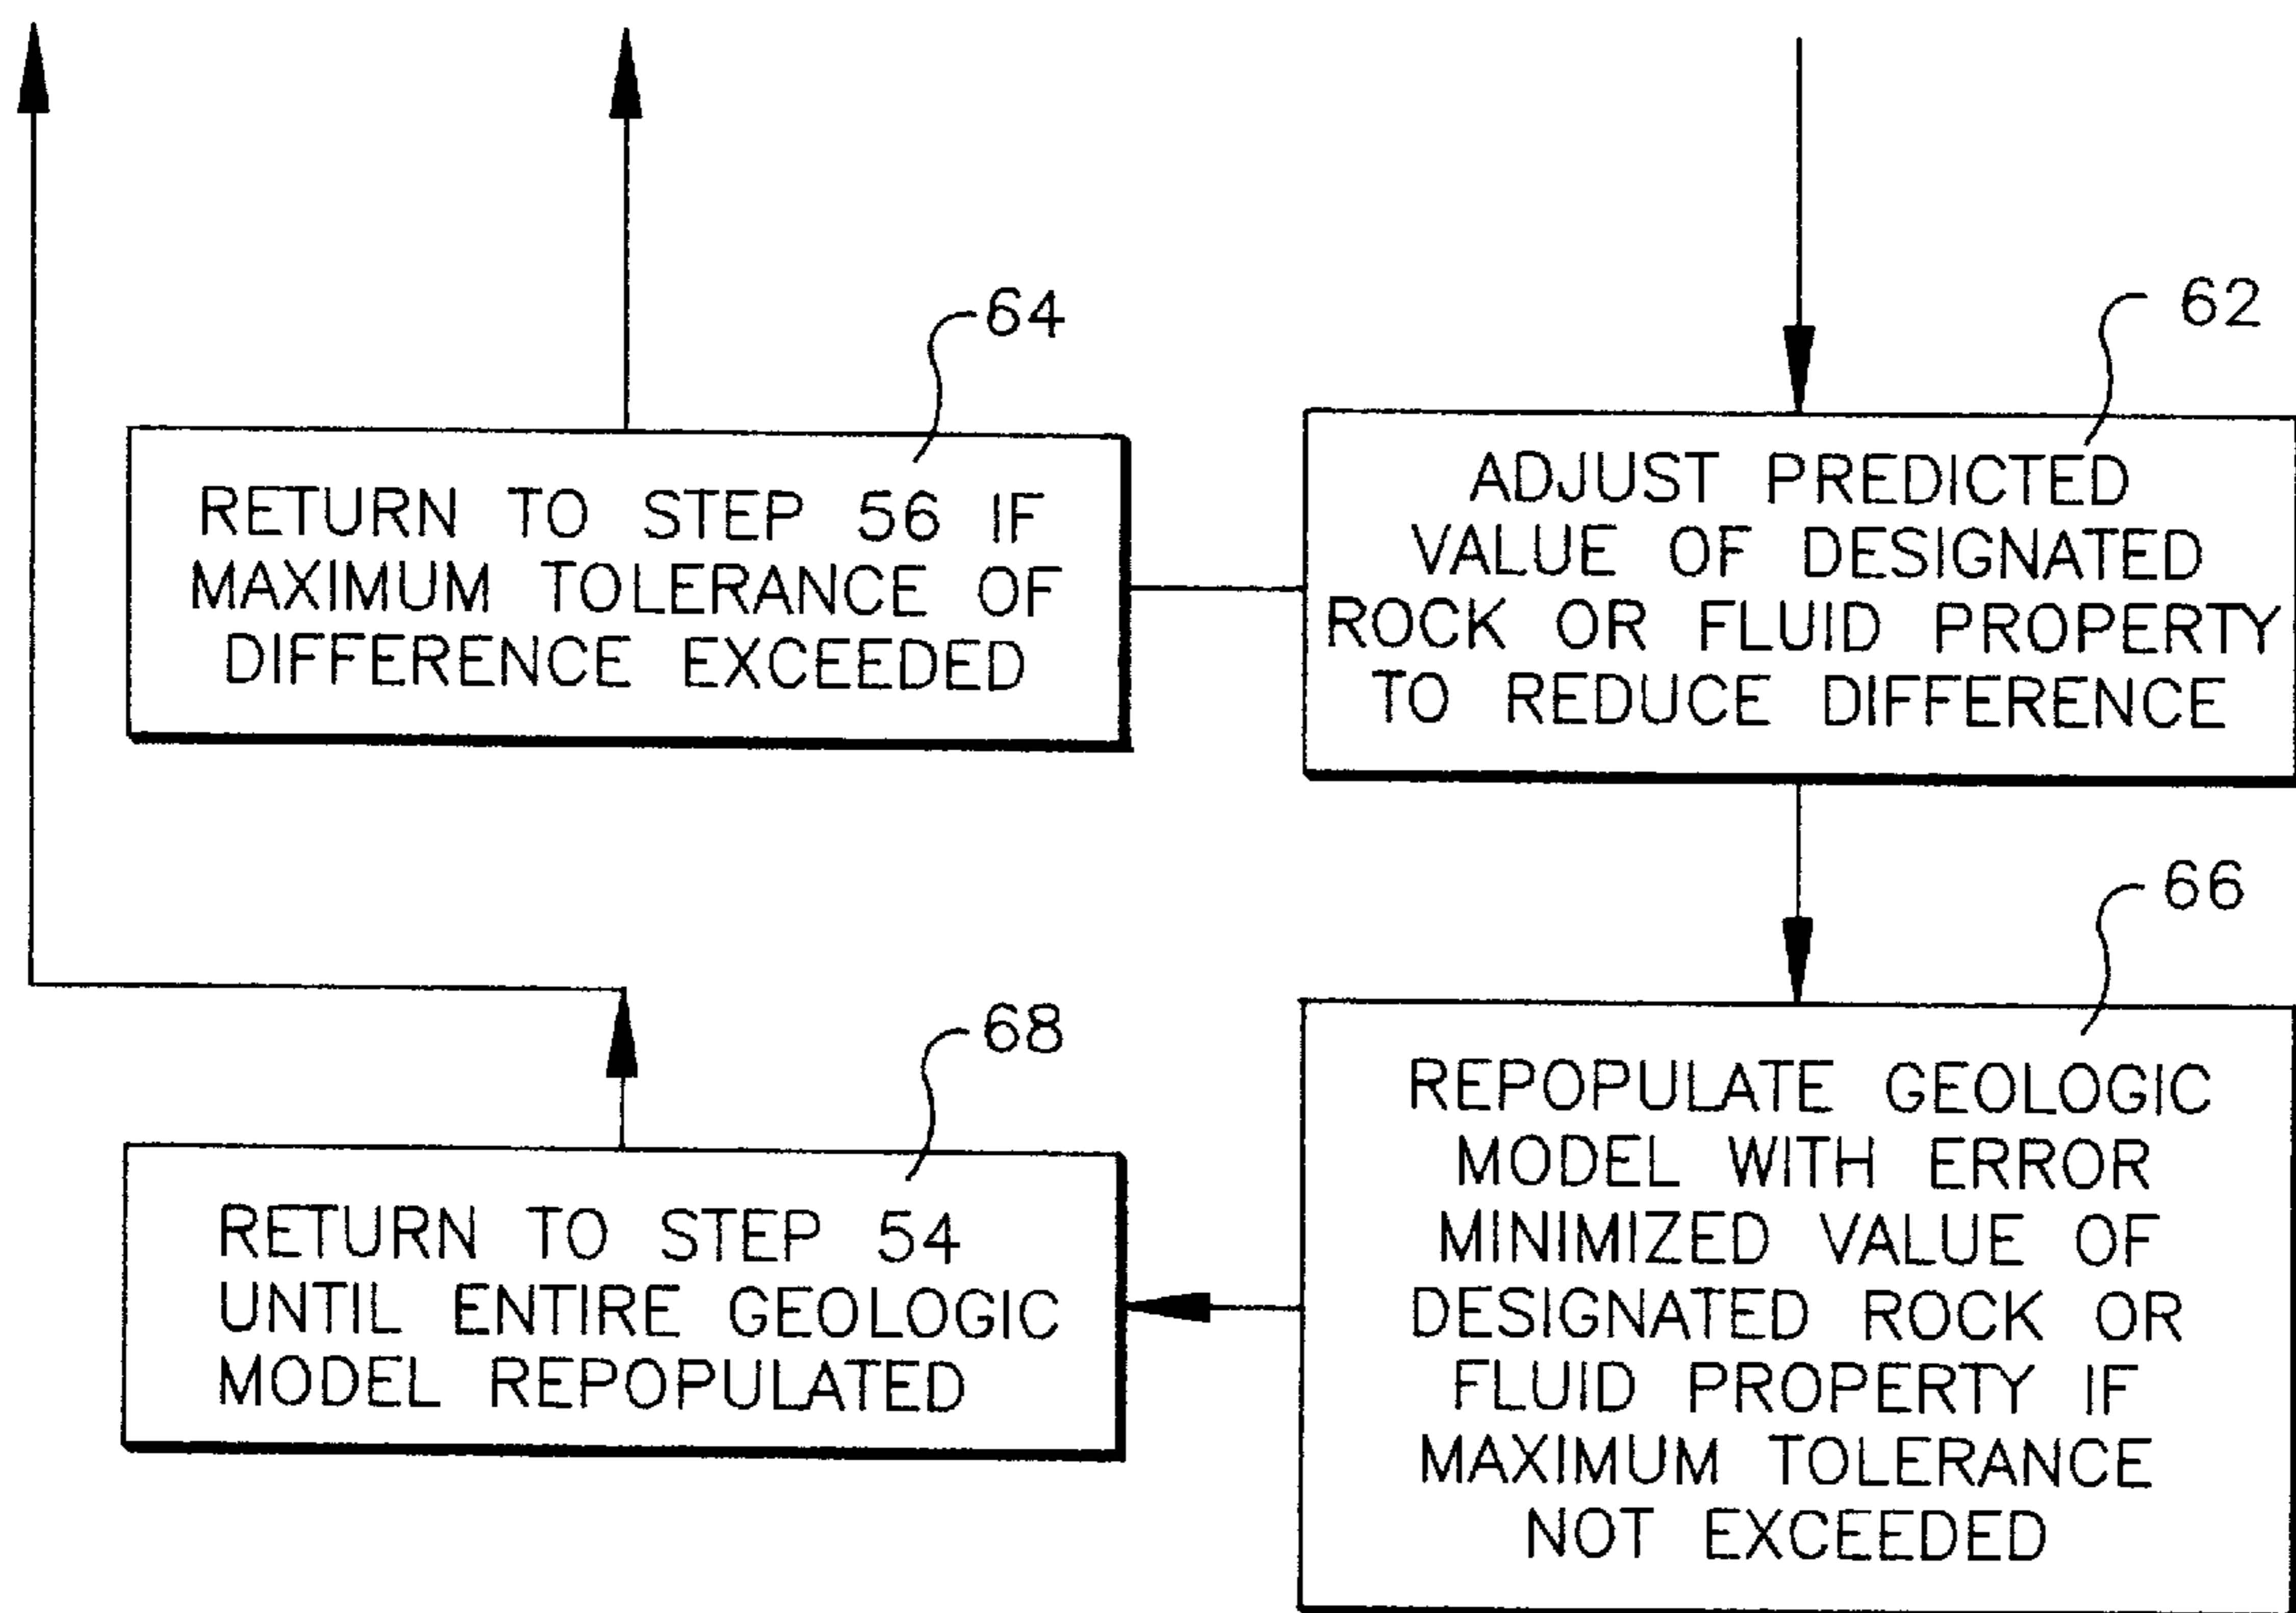 64
RETURN TO STEP 56 IF
MAXIMUM TOLERANCE OF
DIFFERENCE EXCEEDED
62
ADJUST PREDICTED
VALUE OF DESIGNATED
ROCK OR FLUID PROPERTY
TO REDUCE DIFFERENCE
68
RETURN TO STEP 54
UNTIL ENTIRE GEOLOGIC
MODEL REPOPULATED
66
REPOPULATE GEOLOGIC
MODEL WITH ERROR
MINIMIZED VALUE OF
DESIGNATED ROCK OR
FLUID PROPERTY IF
MAXIMUM TOLERANCE
NOT EXCEEDED